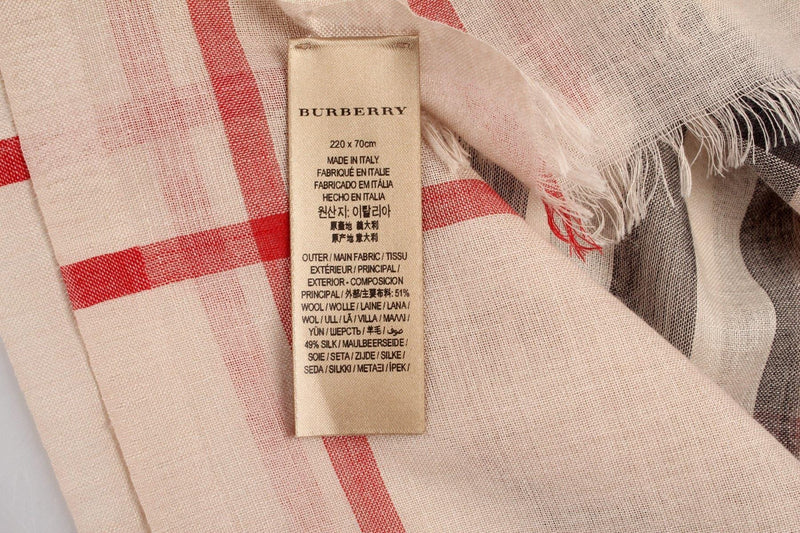 BURBERRY
220 x 70cm
MADE IN ITALY
FABRIQUÉ EN ITALIE
FABRICADO EM ITÁLIA
HECHO EN ITALIA
원산지: 이탈리아
原產地 義大利
原产地 意大利
OUTER / MAIN FABRIC / TISSU
EXTÉRIEUR / PRINCIPAL /
EXTERIOR - COMPOSICION
PRINCIPAL / 外部/主要布料: 51%
WOOL / WOLLE / LAINE / LANA /
WOL / ULL / LÃ / VILLA / ΜΑΛΛΙ /
YÜN / ШЕРСТЬ / 羊毛 / صوف /
49% SILK / MAULBEERSEIDE /
SOIE / SETA / ZIJDE / SILKE /
SEDA / SILKKI / ΜΕΤΑΞΙ / İPEK /